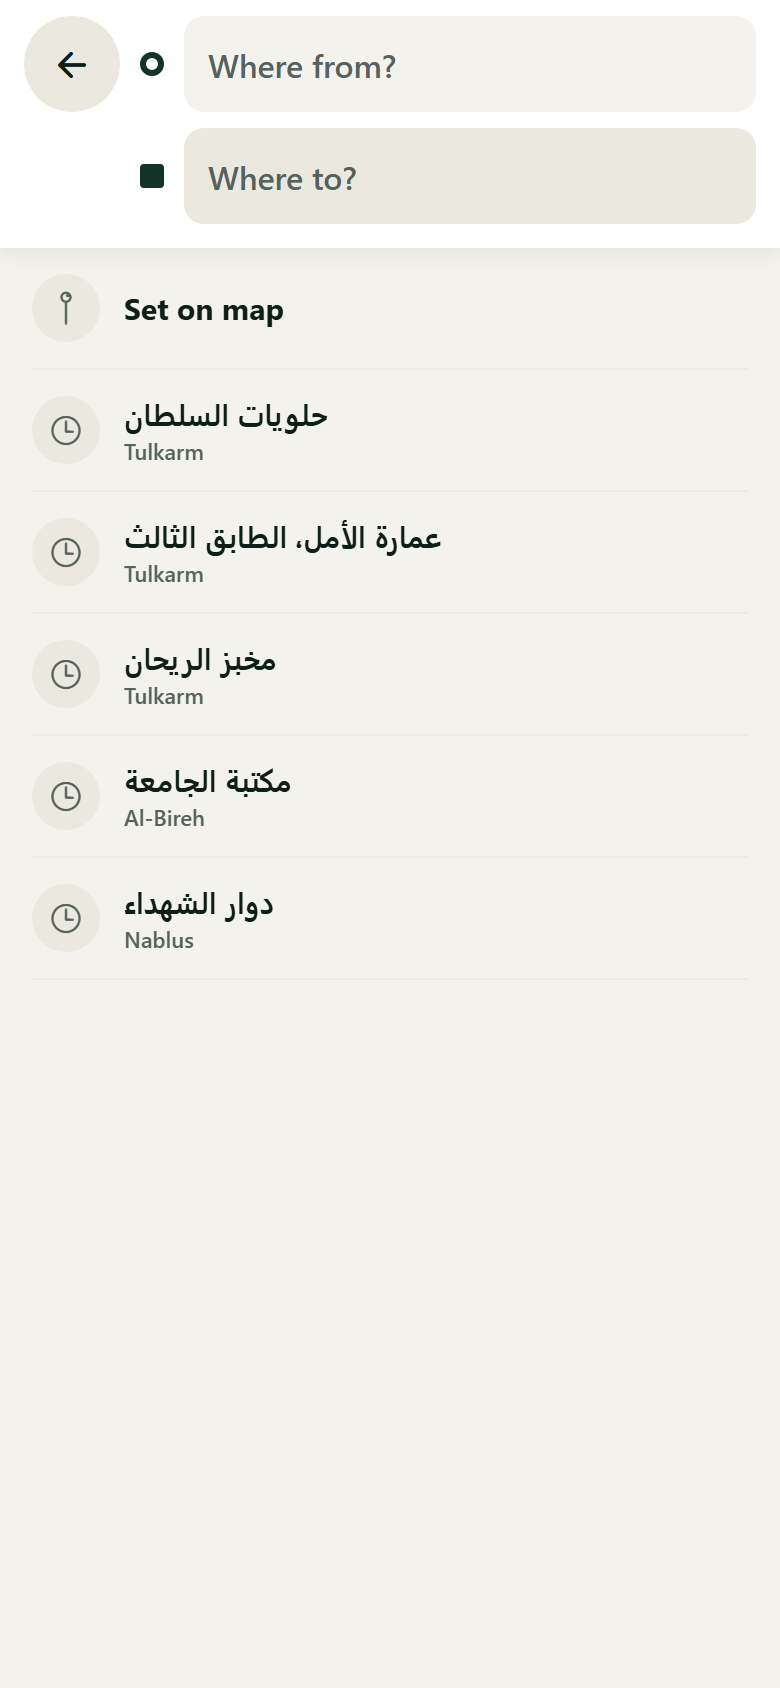 Where from?
Where to?
Set on map
حلويات السلطان
Tulkarm
عمارة الأمل، الطابق الثالث
Tulkarm
مخبز الريحان
Tulkarm
مكتبة الجامعة
Al-Bireh
دوار الشهداء
Nablus